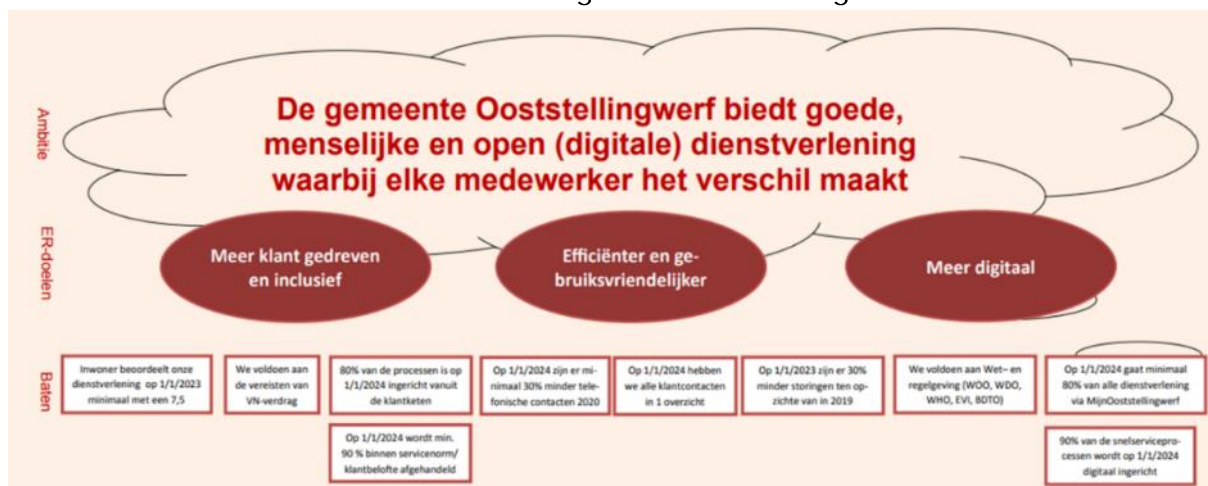 Ambitie
De gemeente Ooststellingwerf biedt goede,
menselijke en open (digitale) dienstverlening
waarbij elke medewerker het verschil maakt
ER-doelen
Meer klant gedreven
en inclusief
Efficiënter en ge-
bruiksvriendelijker
Meer digitaal
Baten
Inwoner beoordeelt onze
dienstverlening op 1/1/2023
minimaal met een 7,5
We voldoen aan
de vereisten van
VN-verdrag
80% van de processen is op
1/1/2024 ingericht vanuit
de klantketen
Op 1/1/2024 zijn er mi-
nimaal 30% minder tele-
fonische contacten 2020
Op 1/1/2024 hebben
we alle klantcontacten
in 1 overzicht
Op 1/1/2023 zijn er 30%
minder storingen ten op-
zichte van in 2019
We voldoen aan Wet– en
regelgeving (WOO, WDO,
WHO, EVI, BDTO)
Op 1/1/2024 gaat minimaal
80% van alle dienstverlening
via MijnOoststellingwerf
Op 1/1/2024 wordt min.
90 % binnen servicenorm/
klantbelofte afgehandeld
90% van de snelservicepro-
cessen wordt op 1/1/2024
digitaal ingericht